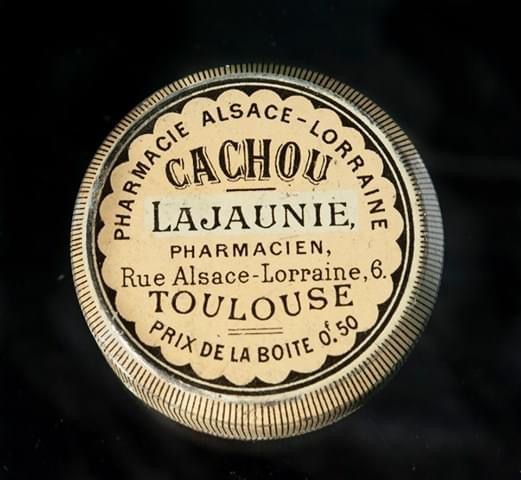 PHARMACIE ALSACE-LORRAINE
CACHOU
LAJAUNIE,
PHARMACIEN,
Rue Alsace-Lorraine, 6.
TOULOUSE
PRIX DE LA BOITE 0f.50